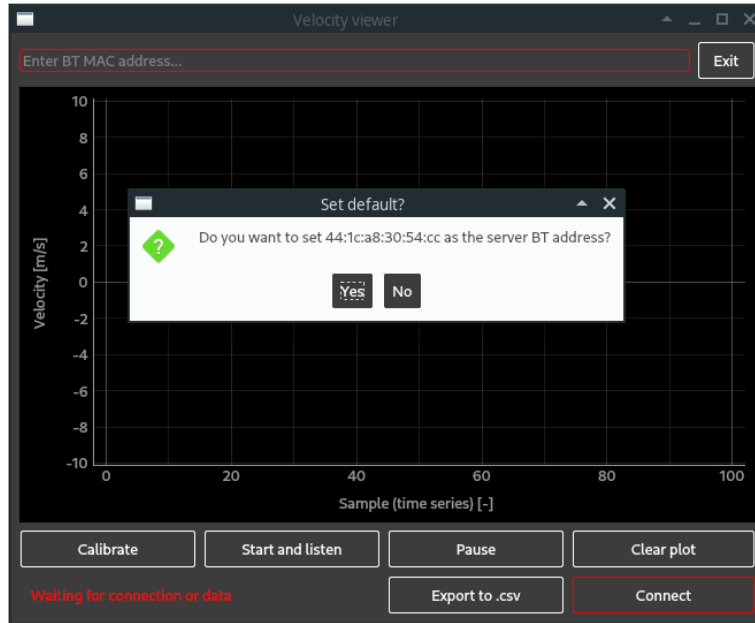 Velocity viewer
Enter BT MAC address...
Exit
10
8
6
4
2
0
-2
-4
-6
-8
-10
Velocity [m/s]
Set default?
Do you want to set 44:1c:a8:30:54:cc as the server BT address?
Yes No
0 20 40 60 80 100
Sample (time series) [-]
Calibrate Start and listen Pause Clear plot
Waiting for connection or data Export to .csv Connect